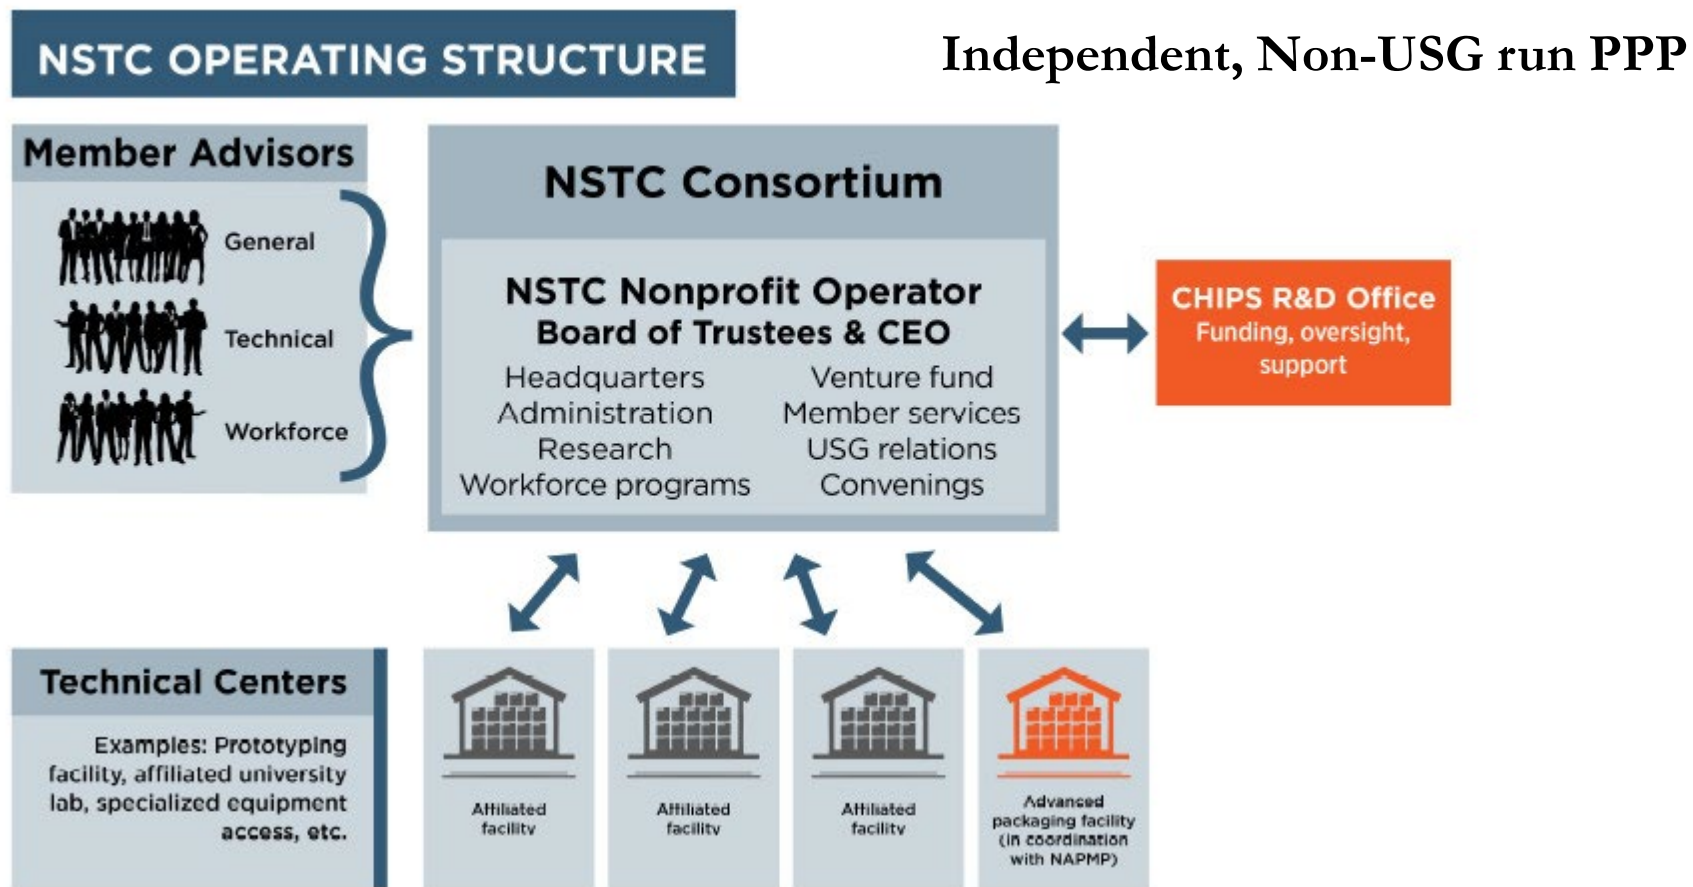 NSTC OPERATING STRUCTURE
Independent, Non-USG run PPP
Member Advisors
General
Technical
Workforce
NSTC Consortium
NSTC Nonprofit Operator
Board of Trustees & CEO
Headquarters
Administration
Research
Workforce programs
Venture fund
Member services
USG relations
Convenings
CHIPS R&D Office
Funding, oversight,
support
Technical Centers
Examples: Prototyping
facility, affiliated university
lab, specialized equipment
access, etc.
Affiliated
facility
Affiliated
facility
Affiliated
facility
Advanced
packaging facility
(in coordination
with NAPMP)